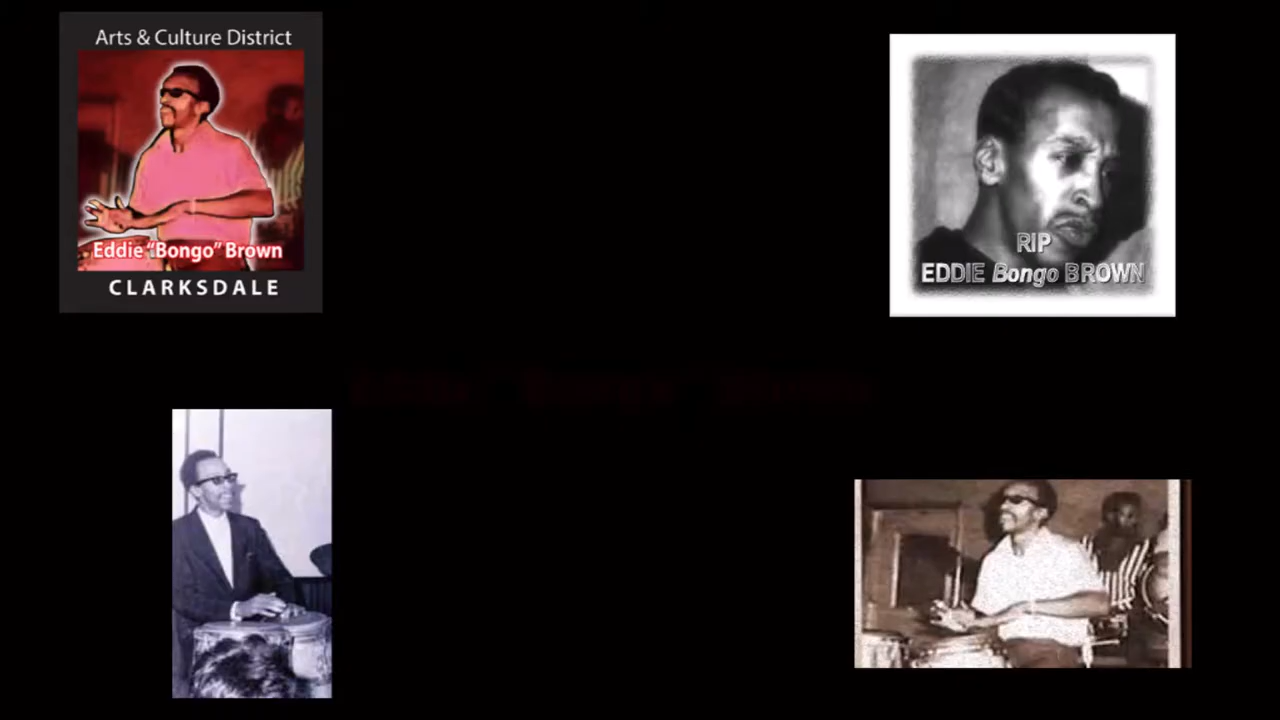 Arts & Culture District
Eddie "Bongo" Brown
CLARKSDALE
RIP
EDDIE Bongo BROWN